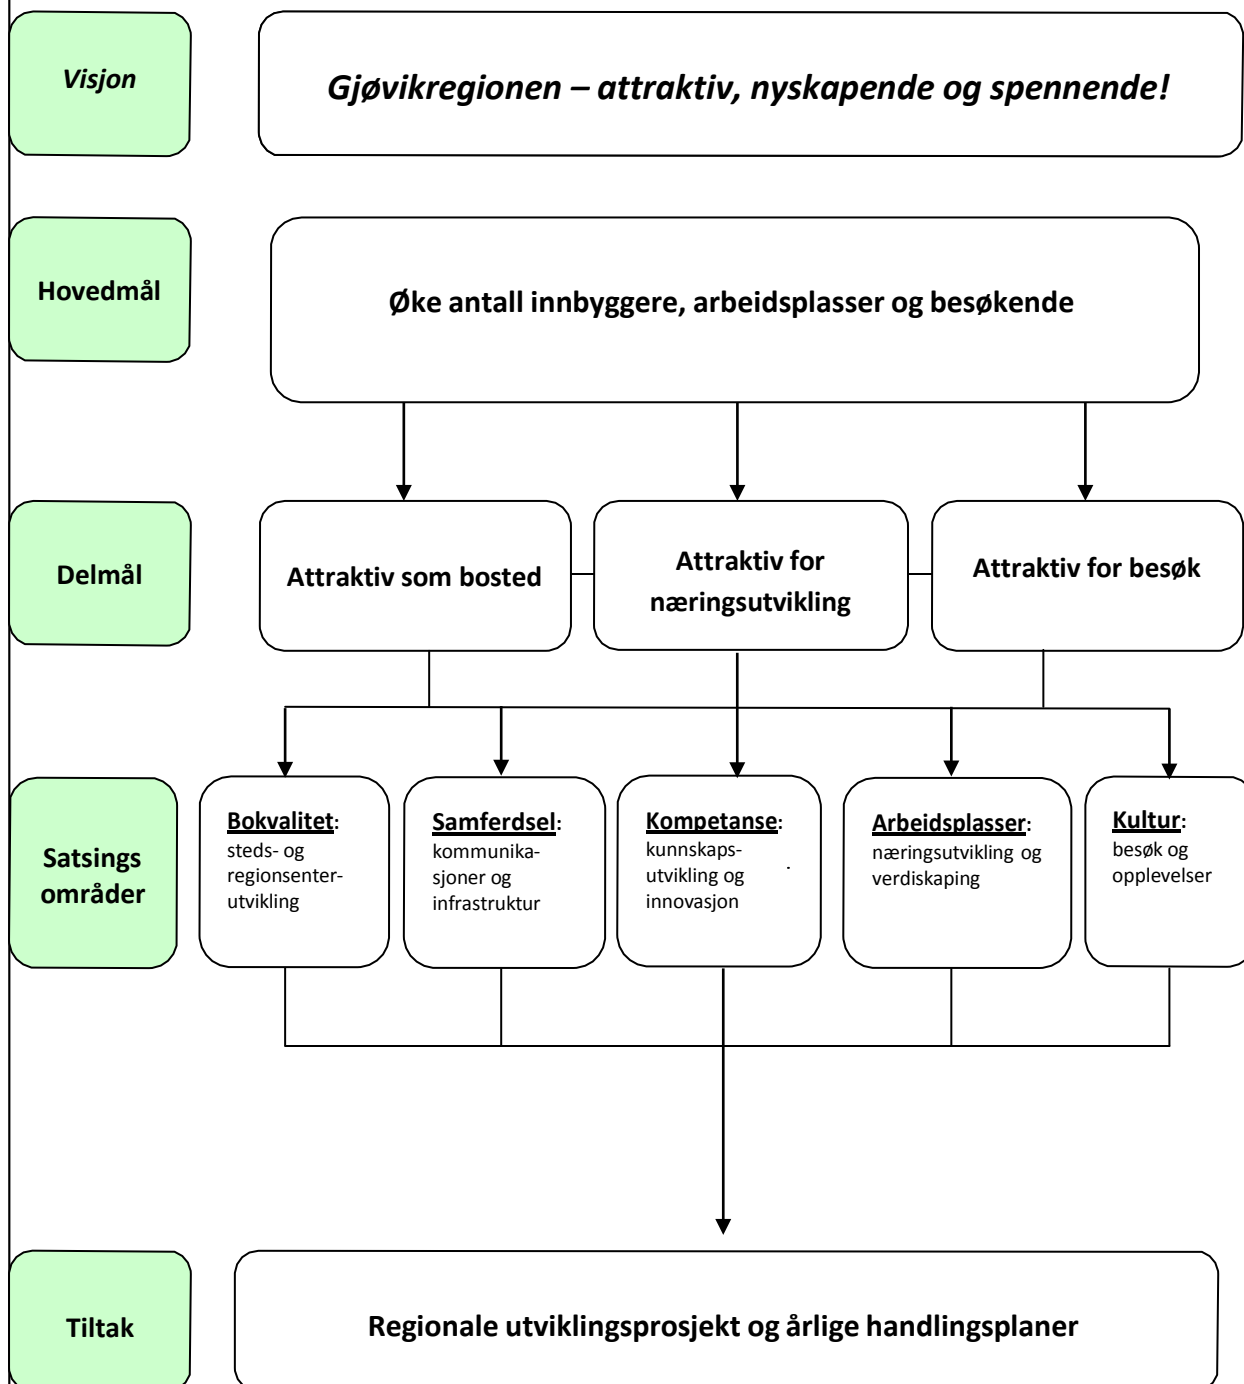 Visjon
Gjøvikregionen – attraktiv, nyskapende og spennende!
Hovedmål
Øke antall innbyggere, arbeidsplasser og besøkende
Delmål
Attraktiv som bosted
Attraktiv for
næringsutvikling
Attraktiv for besøk
Satsings
områder
Bokvalitet:
steds- og
regionsenter-
utvikling
Samferdsel:
kommunika-
sjoner og
infrastruktur
Kompetanse:
kunnskaps-
utvikling og
innovasjon
.
Arbeidsplasser:
næringsutvikling og
verdiskaping
Kultur:
besøk og
opplevelser
Tiltak
Regionale utviklingsprosjekt og årlige handlingsplaner